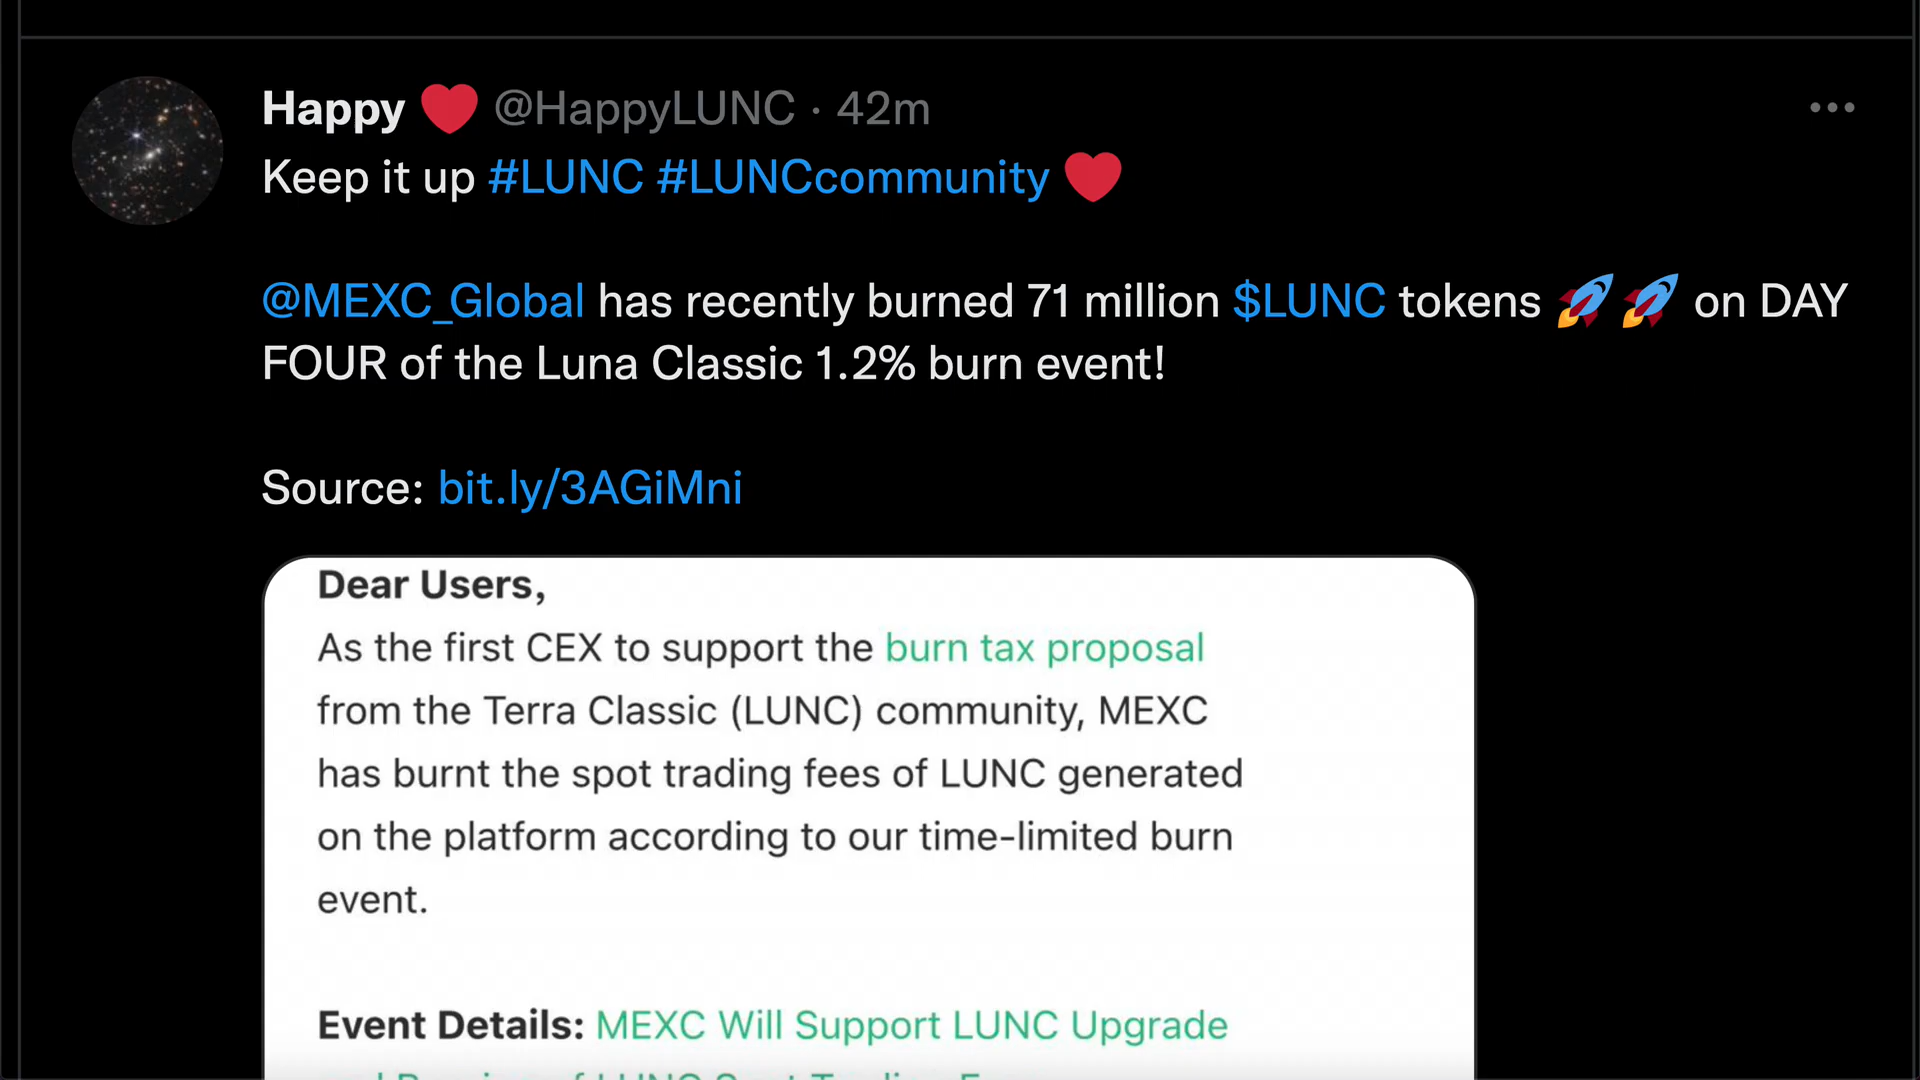 Happy ❤️ @HappyLUNC · 42m
Keep it up #LUNC #LUNCcommunity ❤️
@MEXC_Global has recently burned 71 million $LUNC tokens 🚀🚀 on DAY
FOUR of the Luna Classic 1.2% burn event!
Source: bit.ly/3AGiMni
Dear Users,
As the first CEX to support the burn tax proposal
from the Terra Classic (LUNC) community, MEXC
has burnt the spot trading fees of LUNC generated
on the platform according to our time-limited burn
event.
Event Details: MEXC Will Support LUNC Upgrade